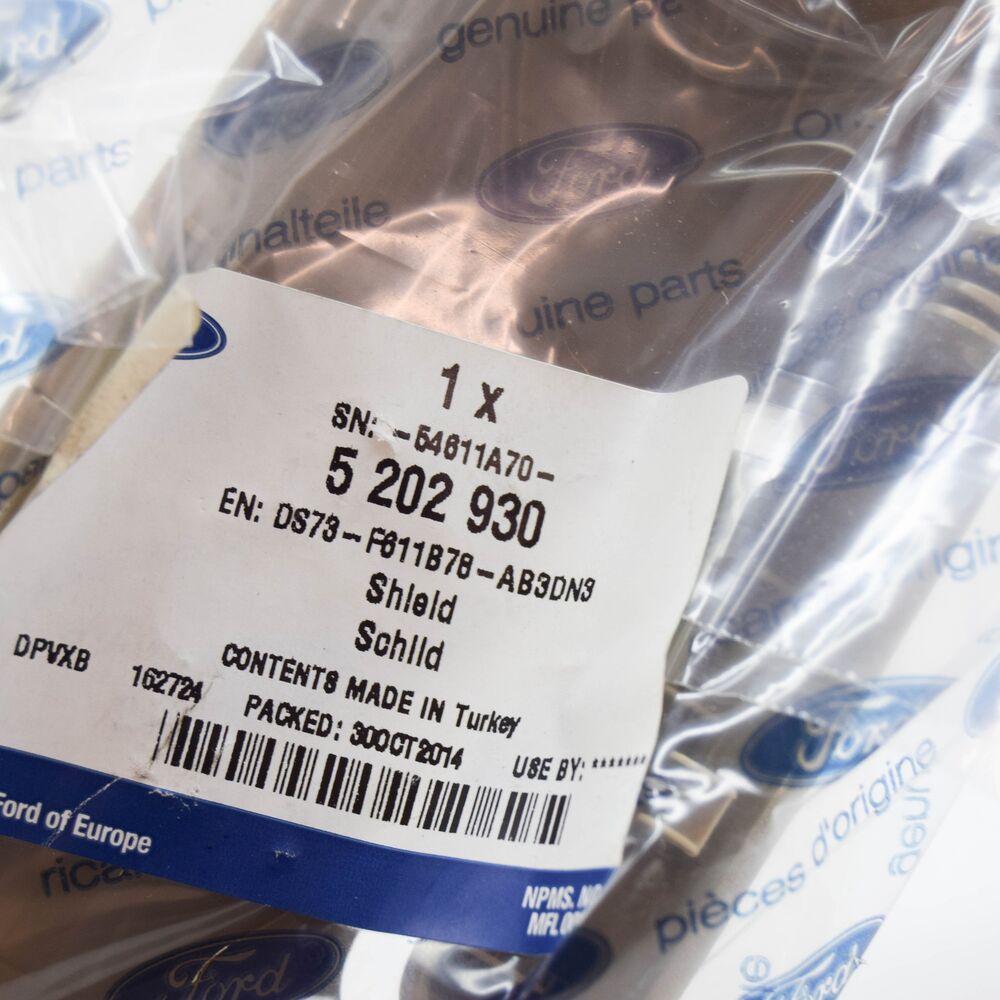 genuine
parts
Ford
inalteile
uine parts
1 x
SN: -54611A70-
5 202 930
EN: DS73-F611B78-AB3DN3
Shield
Schild
DPVXB 162724
CONTENTS MADE IN Turkey
PACKED: 30OCT2014
USE BY: *******
Ford of Europe
NPMS.
Ford
pièces d'origine
Ford